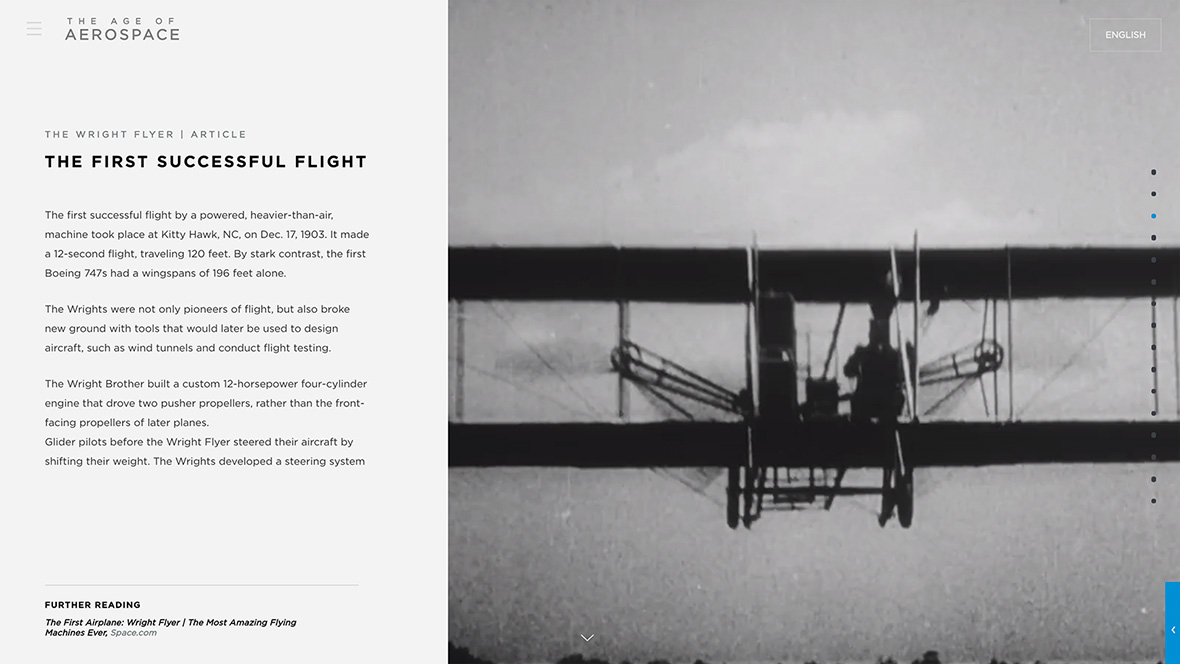 THE AGE OF
AEROSPACE
ENGLISH
THE WRIGHT FLYER | ARTICLE
THE FIRST SUCCESSFUL FLIGHT
The first successful flight by a powered, heavier-than-air,
machine took place at Kitty Hawk, NC, on Dec. 17, 1903. It made
a 12-second flight, traveling 120 feet. By stark contrast, the first
Boeing 747s had a wingspans of 196 feet alone.
The Wrights were not only pioneers of flight, but also broke
new ground with tools that would later be used to design
aircraft, such as wind tunnels and conduct flight testing.
The Wright Brother built a custom 12-horsepower four-cylinder
engine that drove two pusher propellers, rather than the front-
facing propellers of later planes.
Glider pilots before the Wright Flyer steered their aircraft by
shifting their weight. The Wrights developed a steering system
FURTHER READING
The First Airplane: Wright Flyer | The Most Amazing Flying
Machines Ever, Space.com